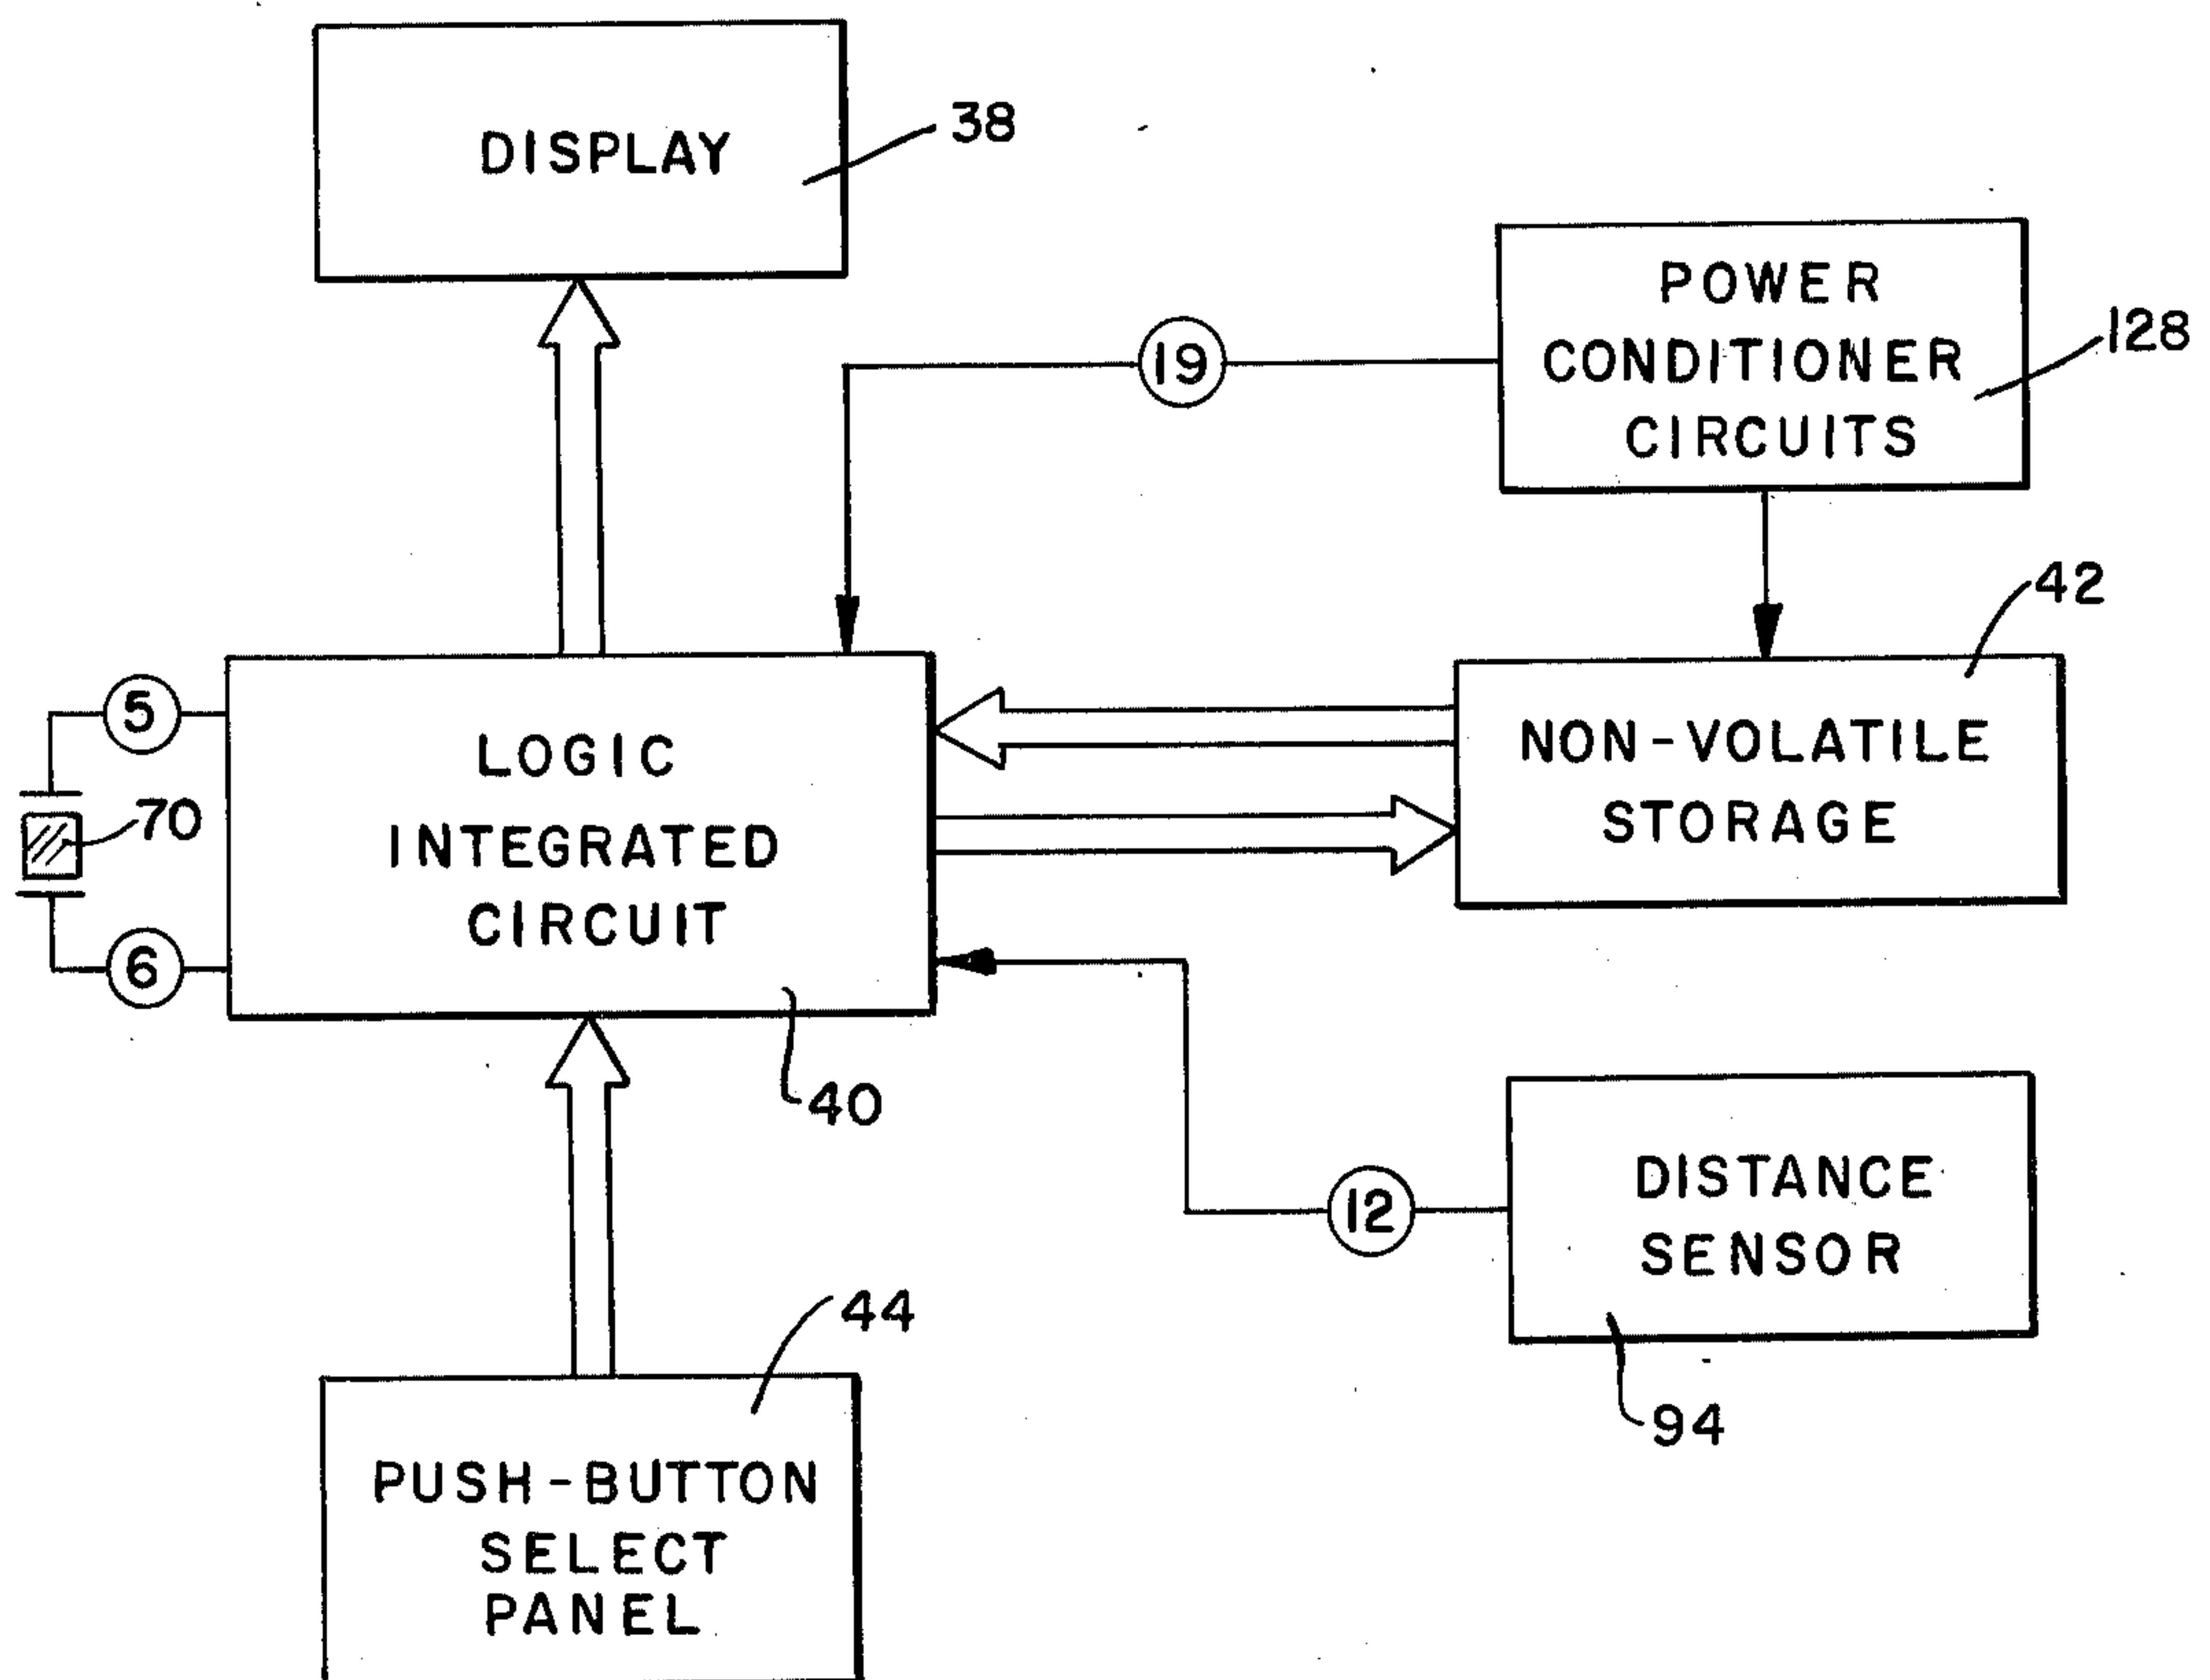 DISPLAY
38
POWER
CONDITIONER
CIRCUITS
128
19
42
5
70
6
LOGIC
INTEGRATED
CIRCUIT
40
NON-VOLATILE
STORAGE
12
DISTANCE
SENSOR
94
44
PUSH-BUTTON
SELECT
PANEL